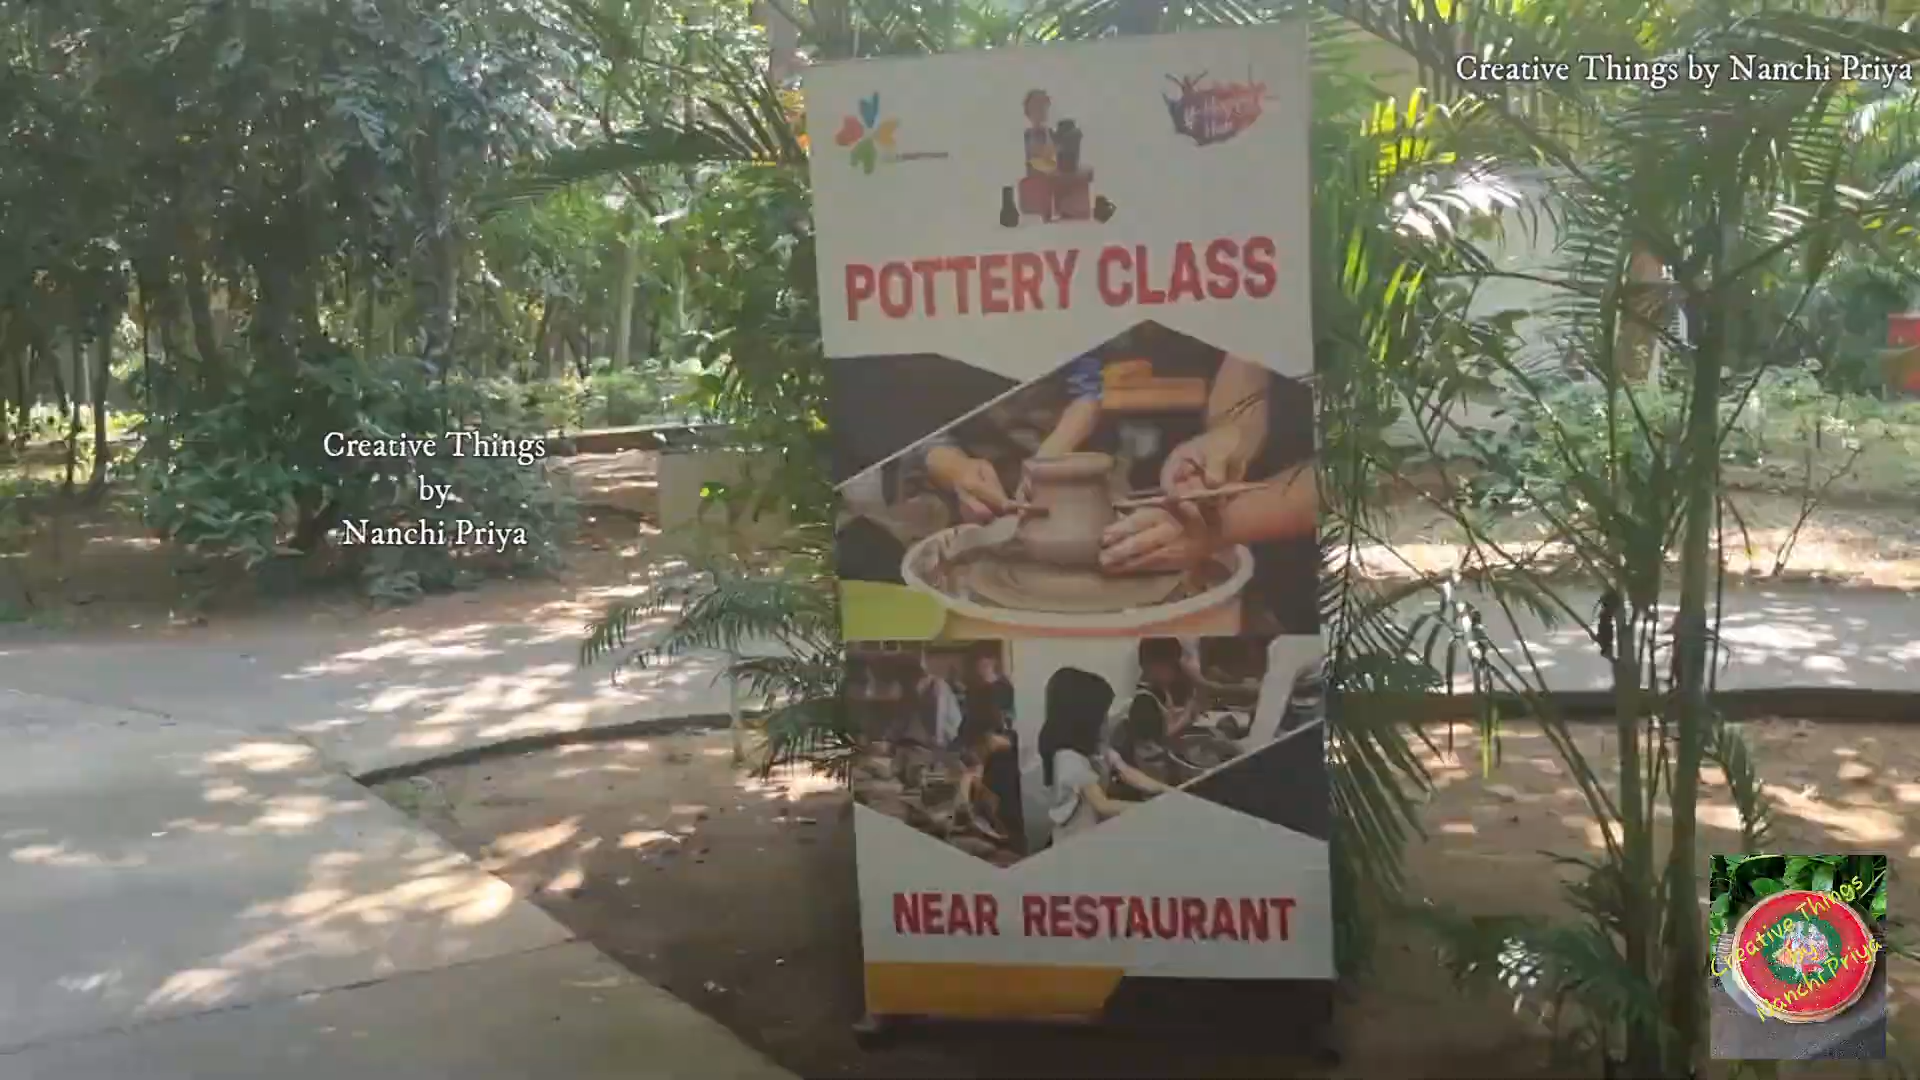 Creative Things by Nanchi Priya
POTTERY CLASS
Creative Things
by
Nanchi Priya
NEAR RESTAURANT
Creative Things
by
Nanchi Priya